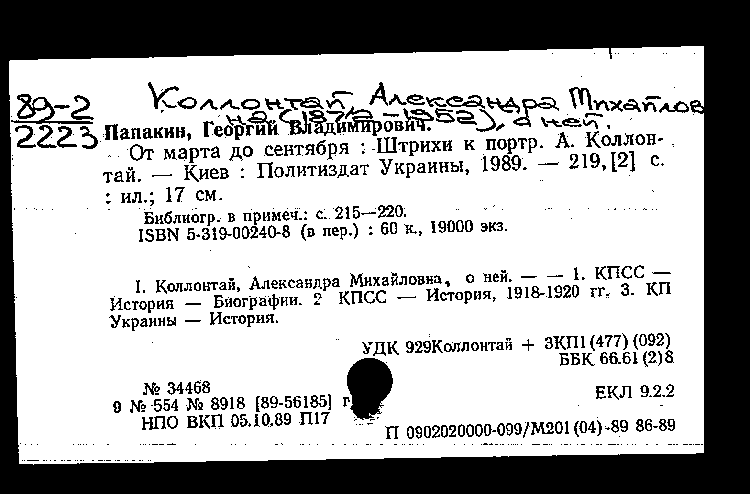 Коллонтай, Александра Михайлов
на (1872-1952), о ней.
89-2
2223
Папакин, Георгий Владимирович.
От марта до сентября : Штрихи к портр. А. Коллон-
тай. — Киев : Политиздат Украины, 1989. — 219, [2] с.
: ил.; 17 см.
Библиогр. в примеч.: с. 215—220.
ISBN 5-319-00240-8 (в пер.) : 60 к., 19000 экз.
I. Коллонтай, Александра Михайловна, о ней. — — 1. КПСС —
История — Биографии. 2 КПСС — История, 1918-1920 гг. 3. КП
Украины — История.
УДК 929Коллонтай + 3КП1(477)(092)
ББК 66.61(2)8
№ 34468
9 № 554 № 8918 [89-56185] г
ЕКЛ 9.2.2
НПО ВКП 05.10.89 П17
П 0902020000-099/М201(04)-89 86-89